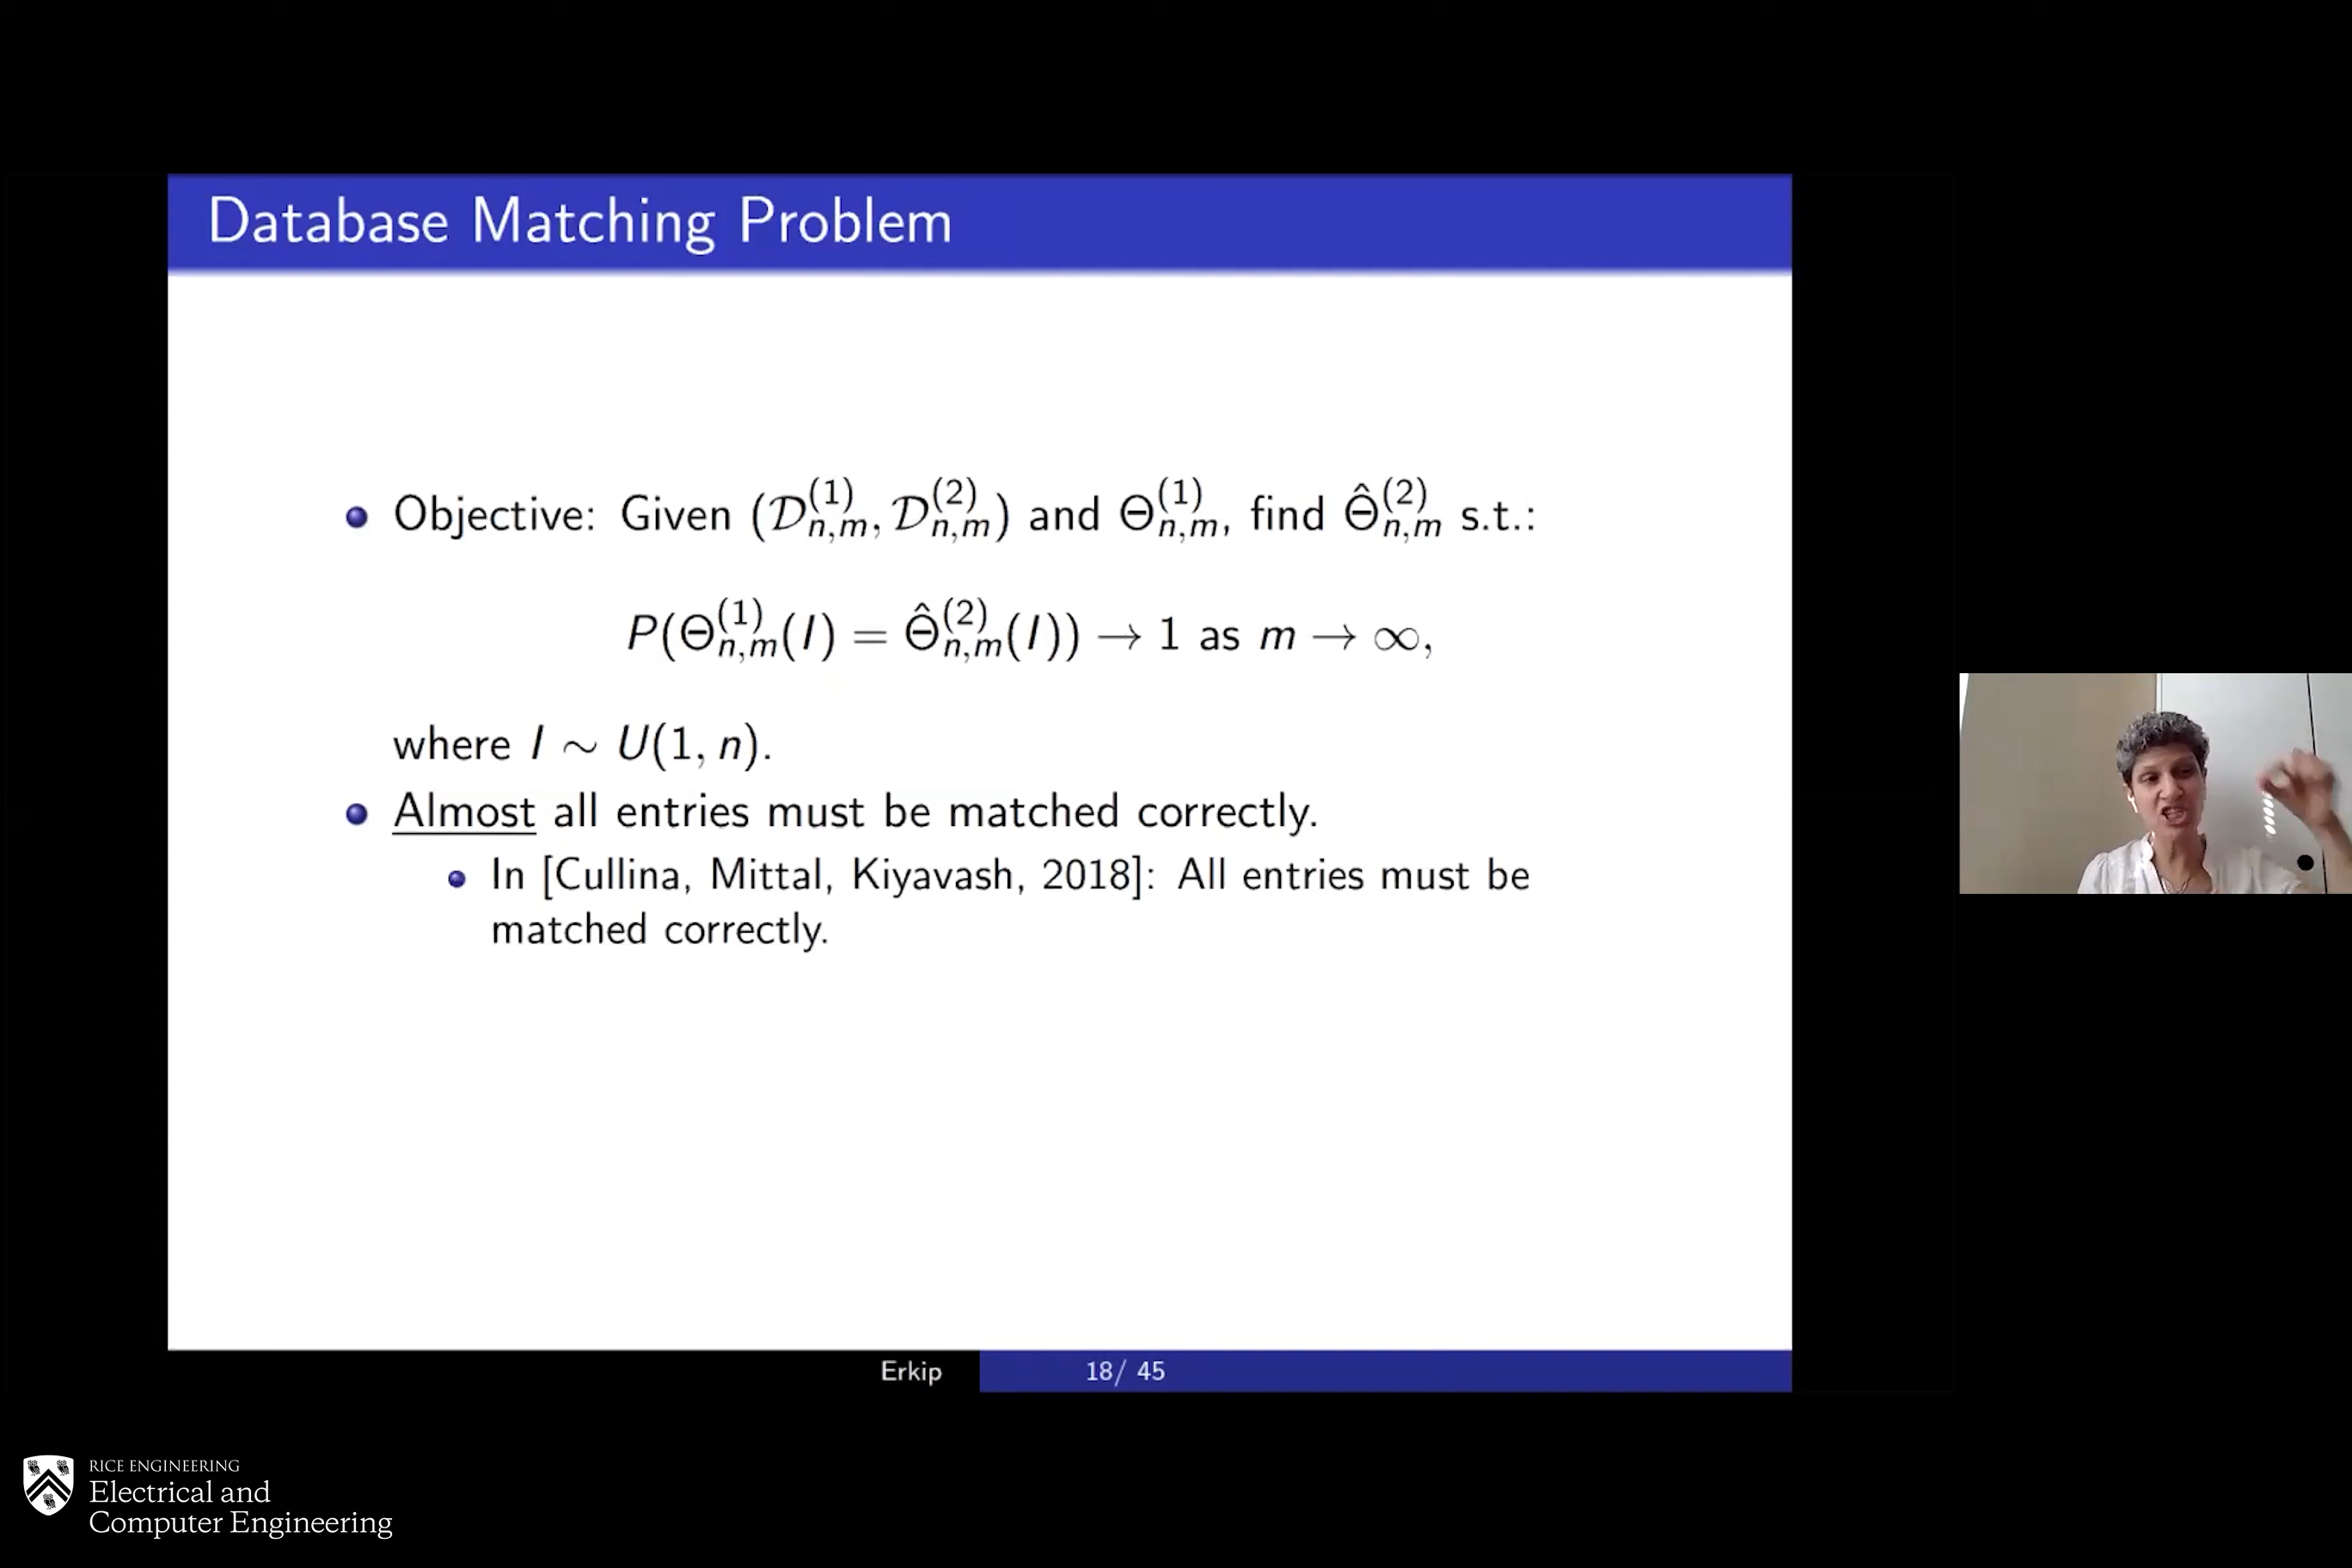 Database Matching Problem
Objective: Given (𝒟^{(1)}_{n,m}, 𝒟^{(2)}_{n,m}) and Θ^{(1)}_{n,m}, find Θ̂^{(2)}_{n,m} s.t.:
P(Θ^{(1)}_{n,m}(I) = Θ̂^{(2)}_{n,m}(I)) → 1 as m → ∞,
where I ∼ U(1, n).
Almost all entries must be matched correctly.
In [Cullina, Mittal, Kiyavash, 2018]: All entries must be
matched correctly.
Erkip 18/ 45
RICE ENGINEERING
Electrical and
Computer Engineering